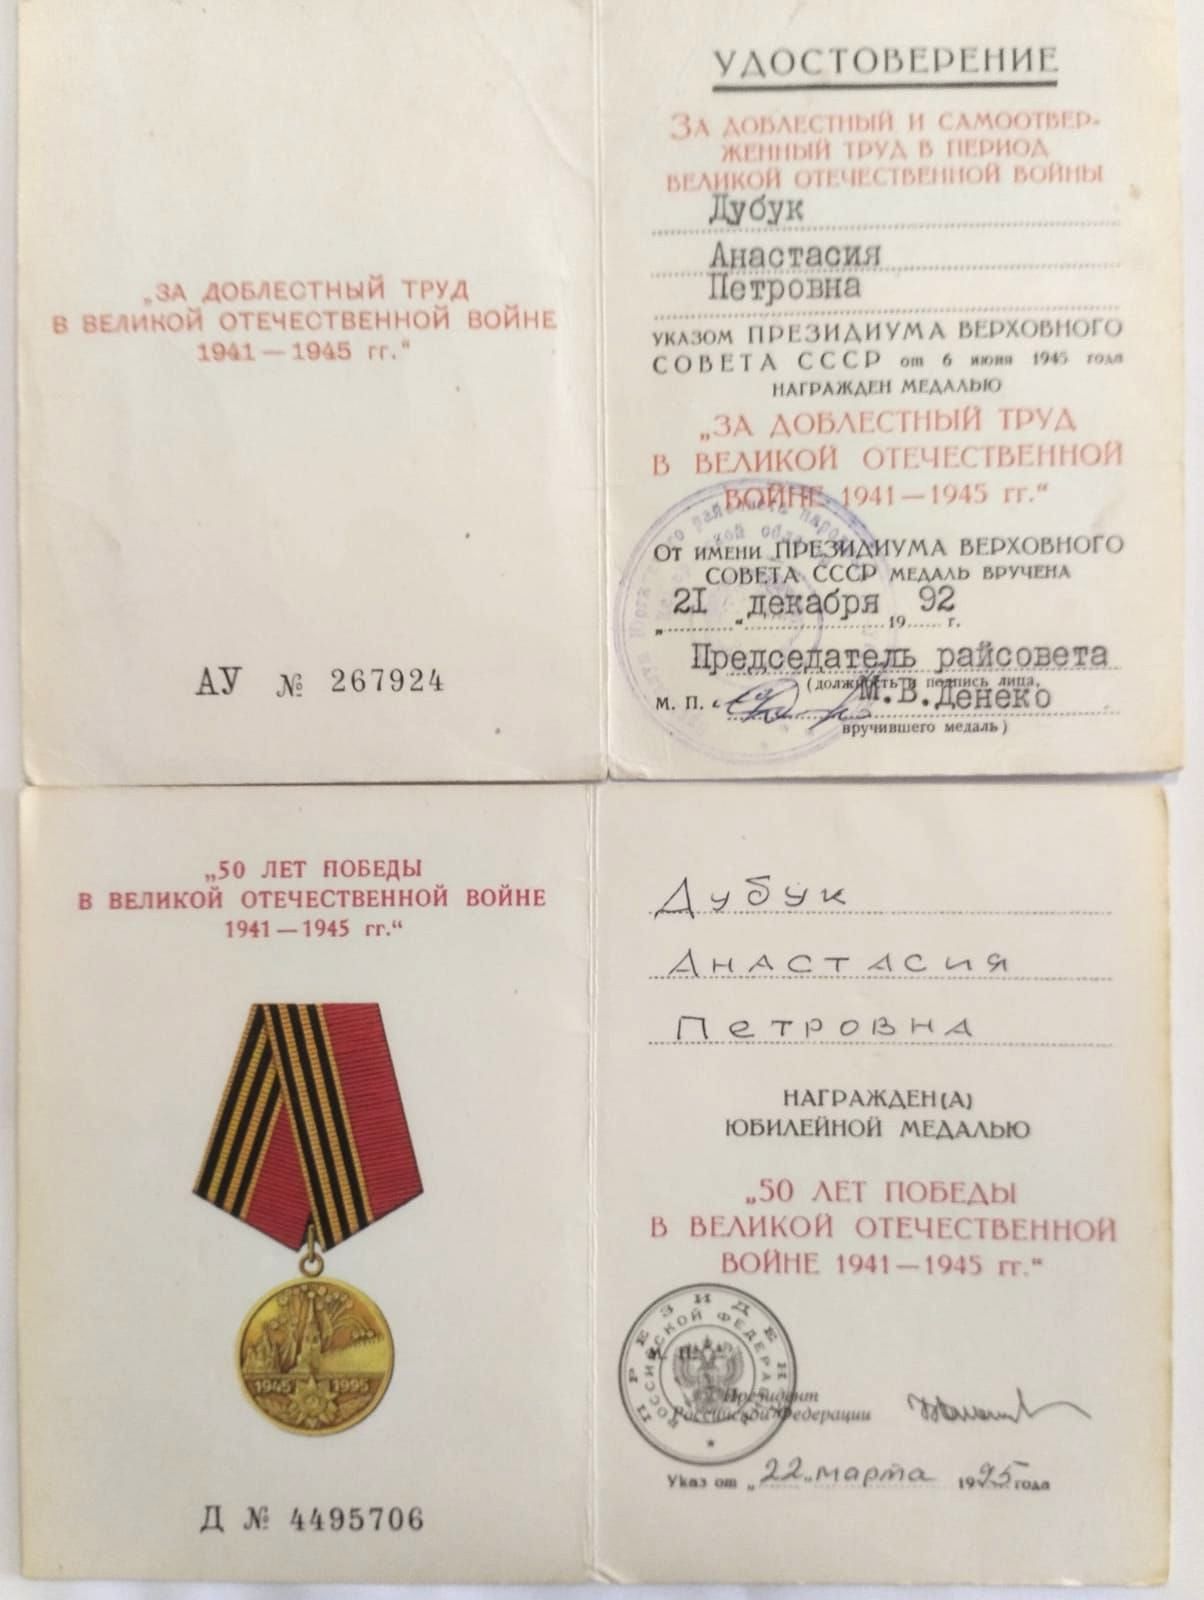 „ЗА ДОБЛЕСТНЫЙ ТРУД
В ВЕЛИКОЙ ОТЕЧЕСТВЕННОЙ ВОЙНЕ
1941—1945 гг.“
АУ № 267924
УДОСТОВЕРЕНИЕ
ЗА ДОБЛЕСТНЫЙ И САМООТВЕР-
ЖЕННЫЙ ТРУД В ПЕРИОД
ВЕЛИКОЙ ОТЕЧЕСТВЕННОЙ ВОЙНЫ
Дубук
Анастасия
Петровна
УКАЗОМ ПРЕЗИДИУМА ВЕРХОВНОГО
СОВЕТА СССР от 6 июня 1945 года
НАГРАЖДЕН МЕДАЛЬЮ
„ЗА ДОБЛЕСТНЫЙ ТРУД
В ВЕЛИКОЙ ОТЕЧЕСТВЕННОЙ
ВОЙНЕ 1941—1945 гг.“
ОТ ИМЕНИ ПРЕЗИДИУМА ВЕРХОВНОГО
СОВЕТА СССР МЕДАЛЬ ВРУЧЕНА
„21“ декабря 1992 г.
Председатель райсовета
(должность и подпись лица,
М. П. М.В.Денеко
вручившего медаль)
„50 ЛЕТ ПОБЕДЫ
В ВЕЛИКОЙ ОТЕЧЕСТВЕННОЙ ВОЙНЕ
1941—1945 гг.“
1945 1995
Д № 4495706
Дубук
Анастасия
Петровна
НАГРАЖДЕН(А)
ЮБИЛЕЙНОЙ МЕДАЛЬЮ
„50 ЛЕТ ПОБЕДЫ
В ВЕЛИКОЙ ОТЕЧЕСТВЕННОЙ
ВОЙНЕ 1941—1945 гг.“
ПРЕЗИДЕНТ
РОССИЙСКОЙ ФЕДЕРАЦИИ
М. П.
Президент
Российской Федерации
Указ от „22„ марта 1995 года